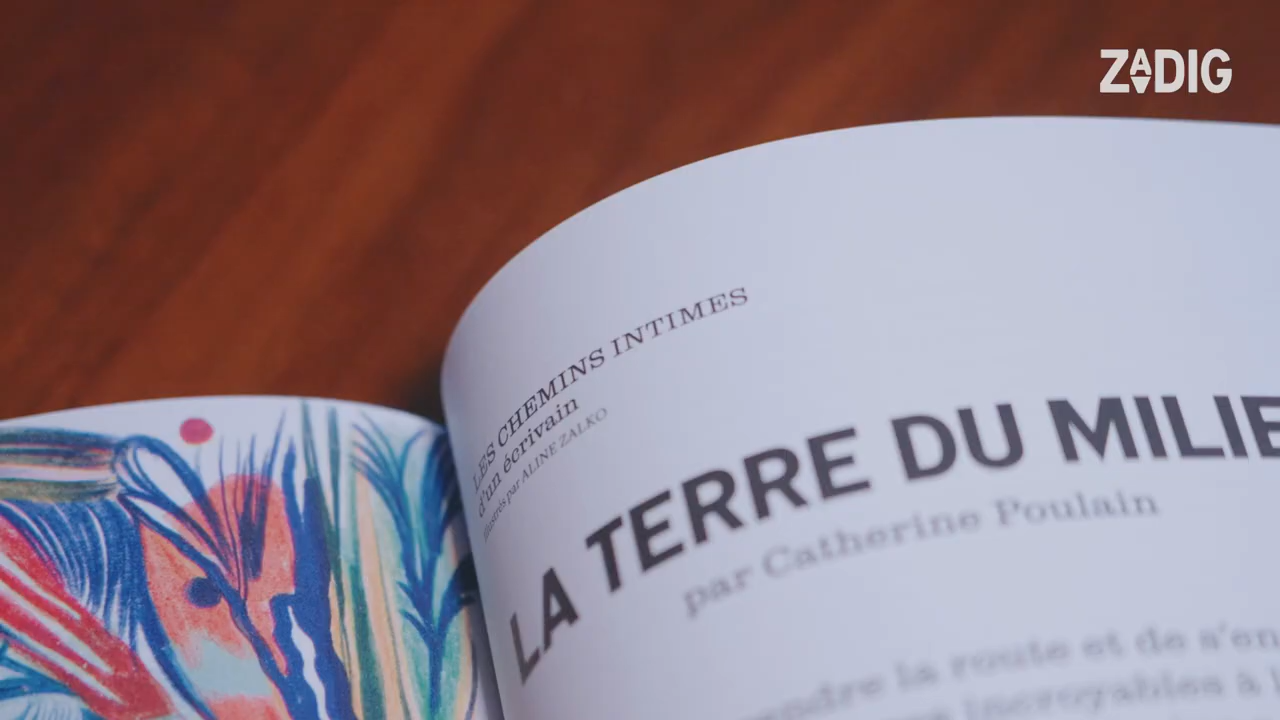 ZADIG
LES CHEMINS INTIMES
d'un écrivain
illustrés par ALINE ZALKO
LA TERRE DU MILIE
par Catherine Poulain
la route et de s'en
incroyables à